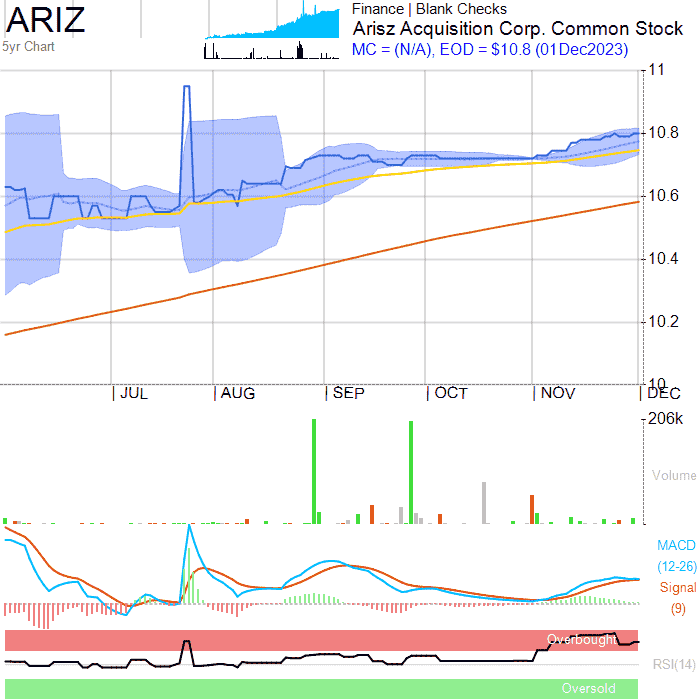 ARIZ
5yr Chart
Finance | Blank Checks
Arisz Acquisition Corp. Common Stock
MC = (N/A), EOD = $10.8 (01Dec2023)
11
10.8
10.6
10.4
10.2
10
JUL AUG SEP OCT NOV DEC
206k
Volume
MACD
(12-26)
Signal
(9)
Overbought
RSI(14)
Oversold